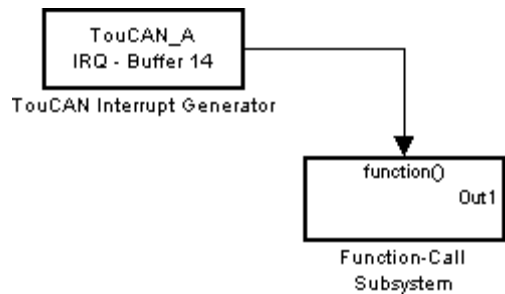 TouCAN_A
IRQ - Buffer 14
TouCAN Interrupt Generator
function()
Out1
Function-Call
Subsystem